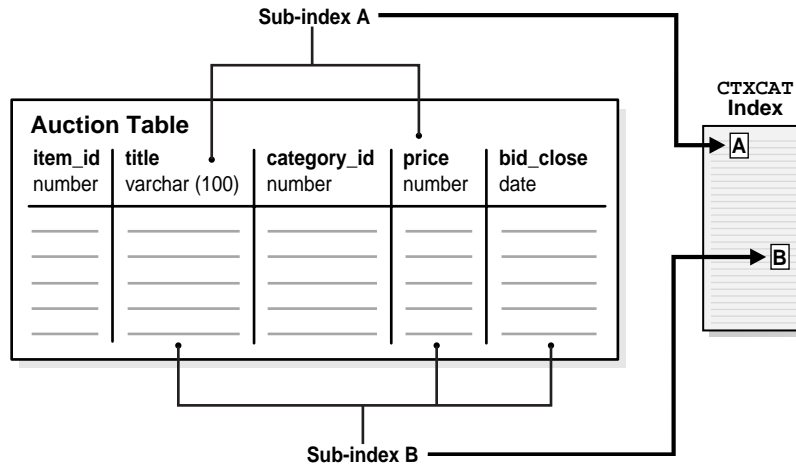 Sub-index A
CTXCAT
Index
Auction Table
item_id title category_id price bid_close
number varchar (100) number number date
A
B
Sub-index B